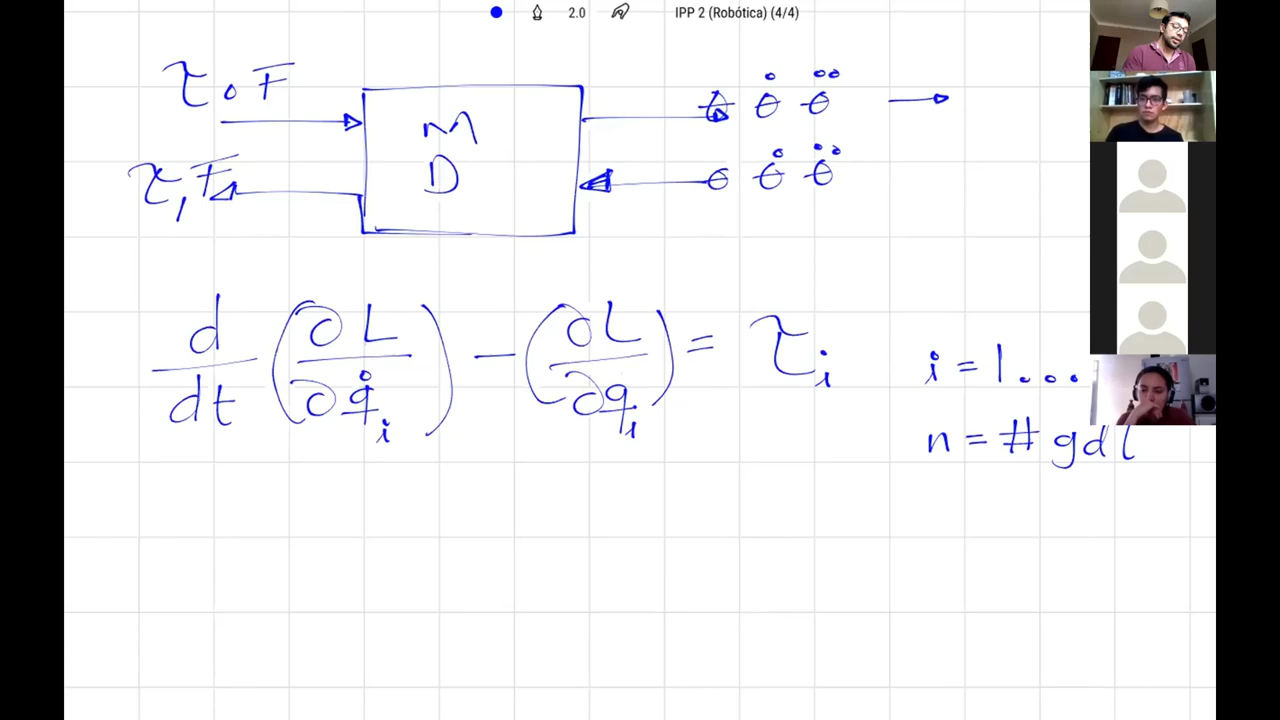 2.0 IPP 2 (Robótica) (4/4)
τ o F θ θ̇ θ̈
M
D
τ, F θ θ̇ θ̈
d/dt (∂L/∂q̇i) − (∂L/∂qi) = τi i = 1...
n = # gdl